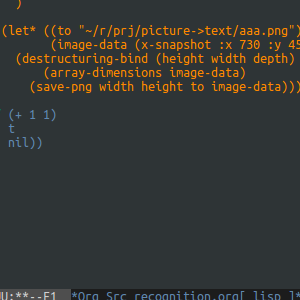 )
(let* ((to "~/r/prj/picture->text/aaa.png")
(image-data (x-snapshot :x 730 :y 45
(destructuring-bind (height width depth)
(array-dimensions image-data)
(save-png width height to image-data)))
(+ 1 1)
t
nil))
U:**--F1 *Org Src recognition.org[ lisp ]*